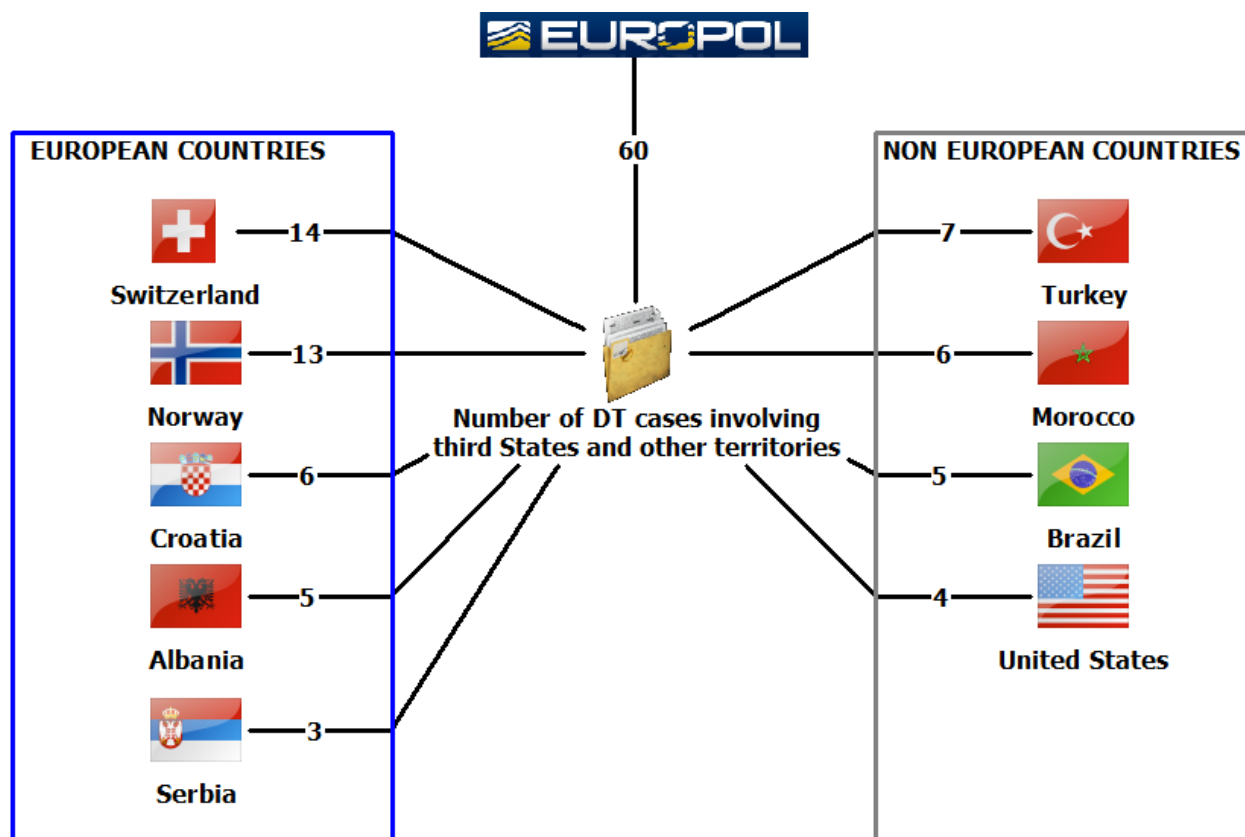 EUROPOL
60
EUROPEAN COUNTRIES
14
Switzerland
13
Norway
6
Croatia
5
Albania
3
Serbia
Number of DT cases involving
third States and other territories
NON EUROPEAN COUNTRIES
7
Turkey
6
Morocco
5
Brazil
4
United States